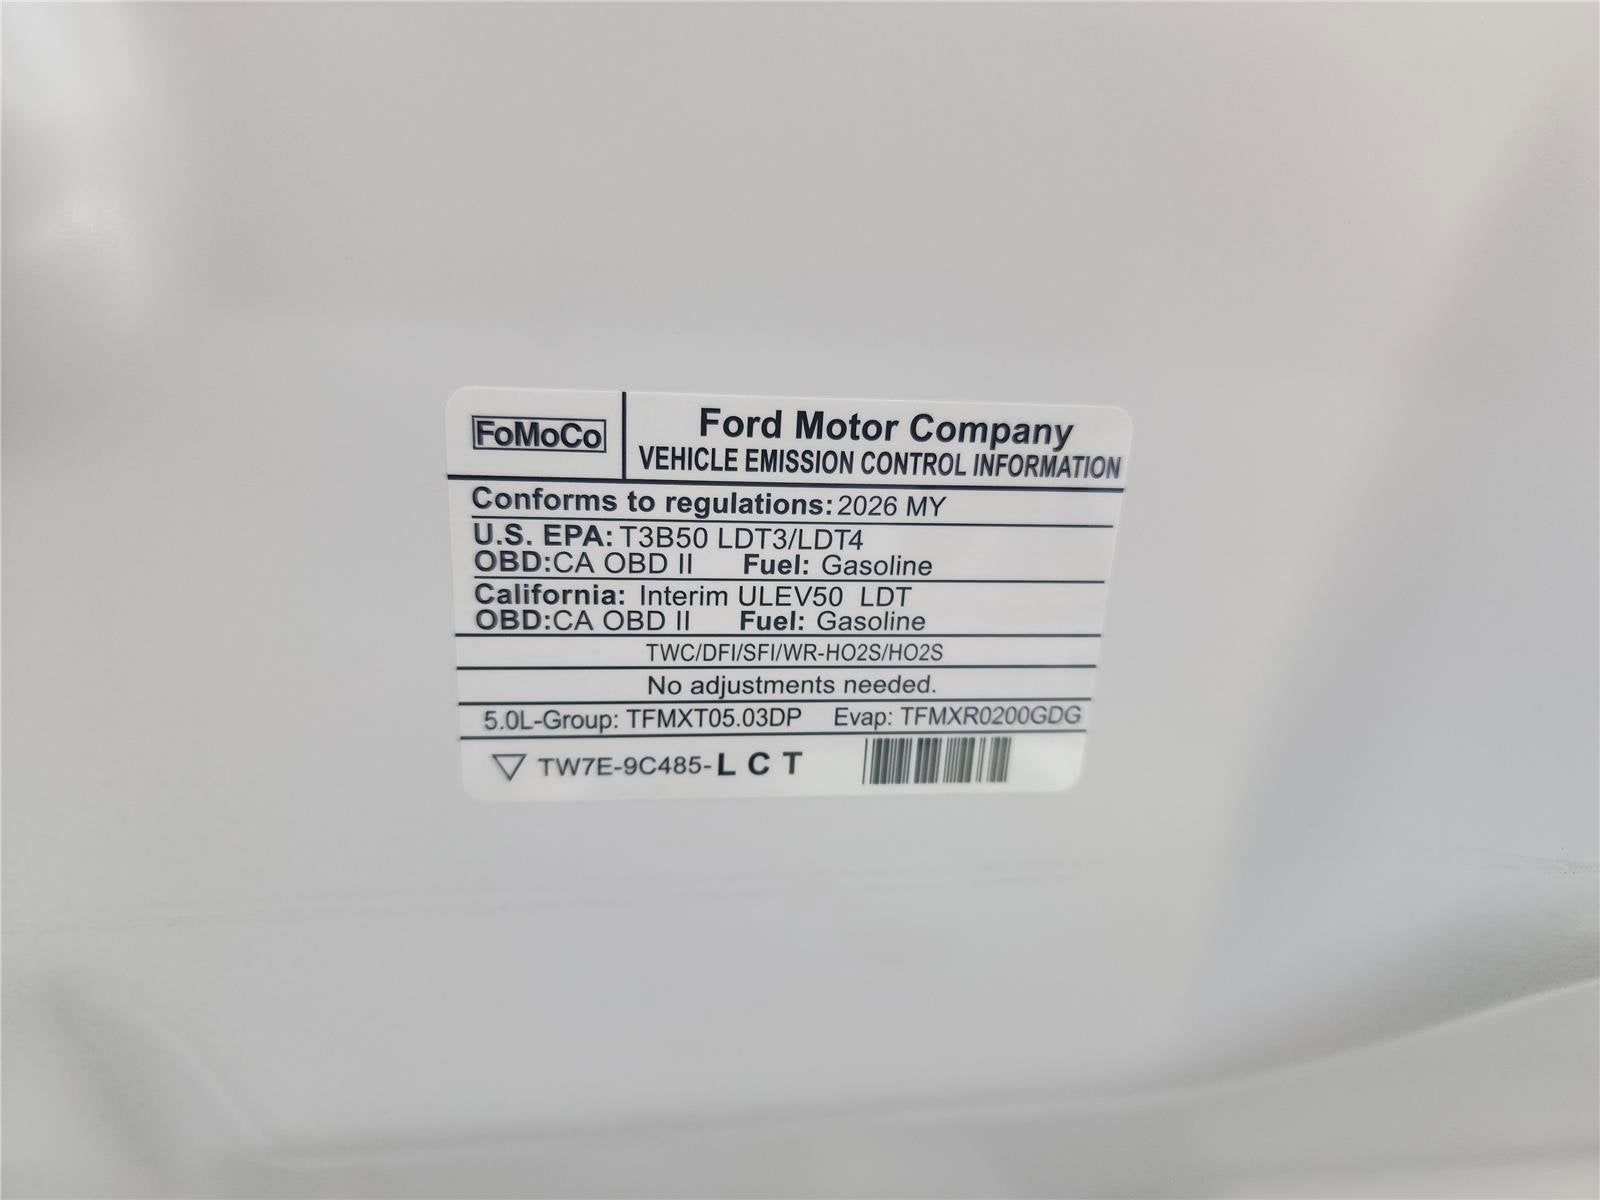 FoMoCo
Ford Motor Company
VEHICLE EMISSION CONTROL INFORMATION
Conforms to regulations: 2026 MY
U.S. EPA: T3B50 LDT3/LDT4
OBD:CA OBD II Fuel: Gasoline
California: Interim ULEV50 LDT
OBD:CA OBD II Fuel: Gasoline
TWC/DFI/SFI/WR-HO2S/HO2S
No adjustments needed.
5.0L-Group: TFMXT05.03DP Evap: TFMXR0200GDG
TW7E-9C485-L C T